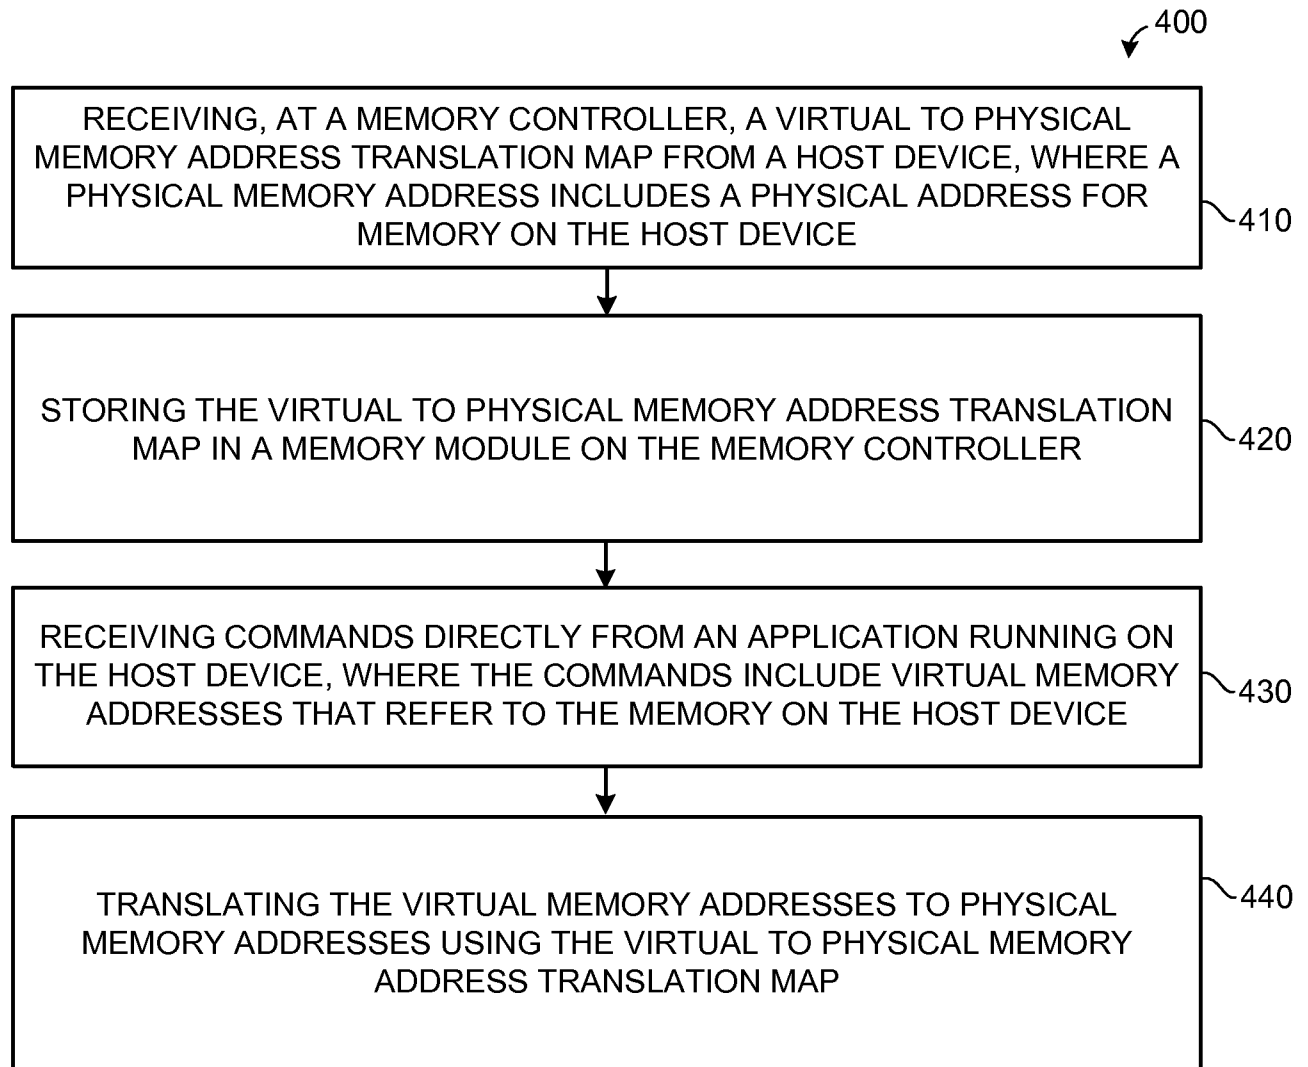 400
RECEIVING, AT A MEMORY CONTROLLER, A VIRTUAL TO PHYSICAL
MEMORY ADDRESS TRANSLATION MAP FROM A HOST DEVICE, WHERE A
PHYSICAL MEMORY ADDRESS INCLUDES A PHYSICAL ADDRESS FOR
MEMORY ON THE HOST DEVICE
410
STORING THE VIRTUAL TO PHYSICAL MEMORY ADDRESS TRANSLATION
MAP IN A MEMORY MODULE ON THE MEMORY CONTROLLER
420
RECEIVING COMMANDS DIRECTLY FROM AN APPLICATION RUNNING ON
THE HOST DEVICE, WHERE THE COMMANDS INCLUDE VIRTUAL MEMORY
ADDRESSES THAT REFER TO THE MEMORY ON THE HOST DEVICE
430
TRANSLATING THE VIRTUAL MEMORY ADDRESSES TO PHYSICAL
MEMORY ADDRESSES USING THE VIRTUAL TO PHYSICAL MEMORY
ADDRESS TRANSLATION MAP
440